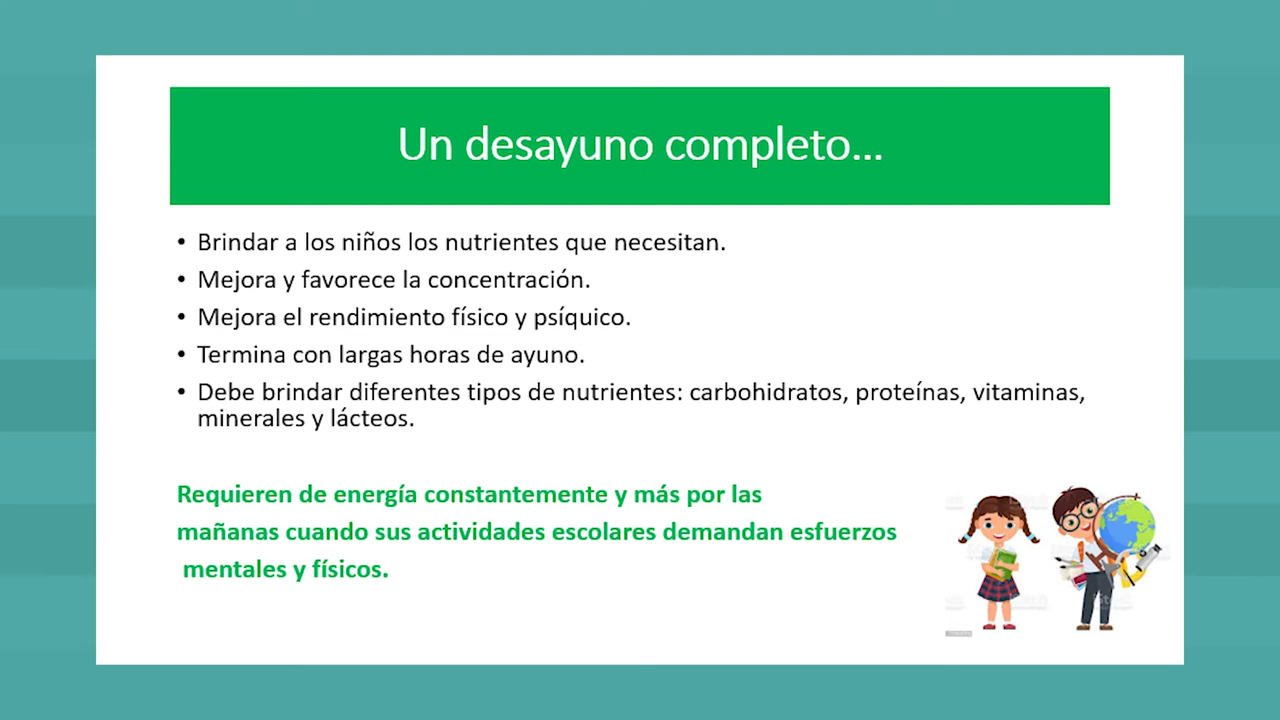 Un desayuno completo...
• Brindar a los niños los nutrientes que necesitan.
• Mejora y favorece la concentración.
• Mejora el rendimiento físico y psíquico.
• Termina con largas horas de ayuno.
• Debe brindar diferentes tipos de nutrientes: carbohidratos, proteínas, vitaminas,
minerales y lácteos.
Requieren de energía constantemente y más por las
mañanas cuando sus actividades escolares demandan esfuerzos
mentales y físicos.